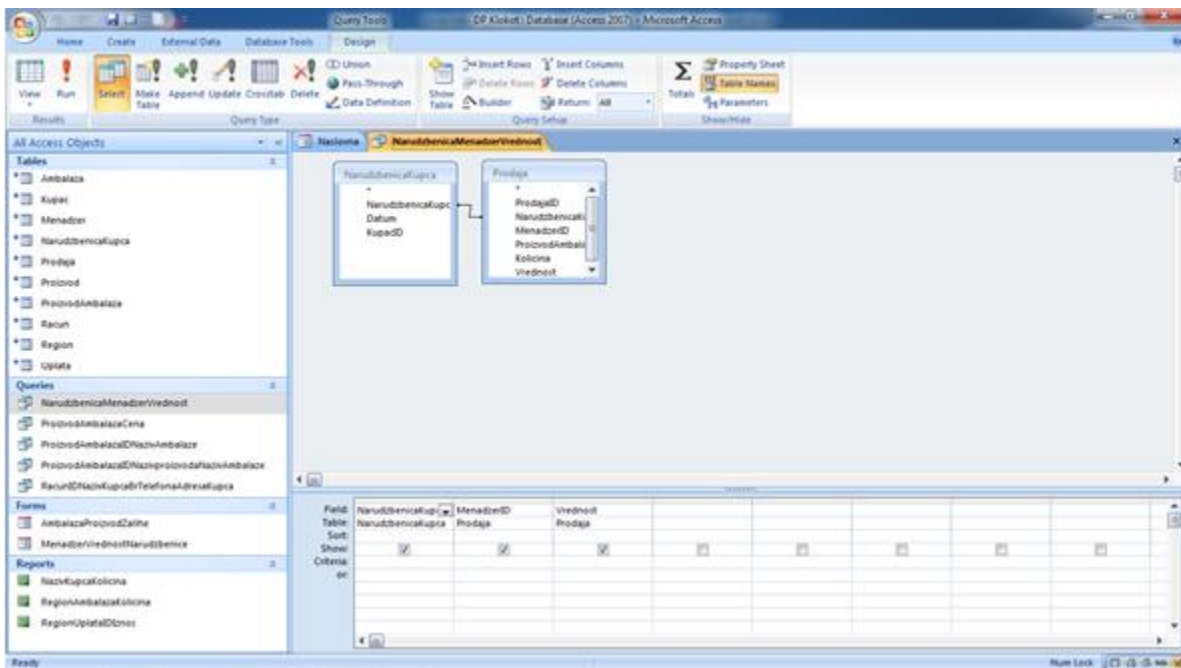 Query Tools
DP Klokot : Database (Access 2007) - Microsoft Access
Home Create External Data Database Tools Design
View Run Select Make Table Append Update Crosstab Delete
Union
Pass-Through
Data Definition
Show Table
Insert Rows Insert Columns
Delete Rows Delete Columns
Builder Return: All
Totals
Property Sheet
Table Names
Parameters
Results Query Type Query Setup Show/Hide
All Access Objects
Naslovna NarudzbenicaMenadzerVrednost
Tables
Ambalaza
Kupac
Menadzer
NarudzbenicaKupca
Prodaja
Proizvod
ProizvodAmbalaza
Racun
Region
Uplata
Queries
NarudzbenicaMenadzerVrednost
ProizvodAmbalazaCena
ProizvodAmbalazaIDNazivAmbalaze
ProizvodAmbalazaIDNazivproizvodaNazivAmbalaze
RacunIDNazivKupcaBrTelefonaAdresaKupca
Forms
AmbalazaProizvodZalihe
MenadzerVrednostNarudzbenice
Reports
NazivKupcaKolicina
RegionAmbalazaKolicina
RegionUplataIDIznos
NarudzbenicaKupca
*
NarudzbenicaKupc
Datum
KupacID
Prodaja
*
ProdajaID
NarudzbenicaKu
MenadzerID
ProizvodAmbala
Kolicina
Vrednost
Field: NarudzbenicaKupc MenadzerID Vrednost
Table: NarudzbenicaKupca Prodaja Prodaja
Sort:
Show:
Criteria:
or:
Ready
Num Lock